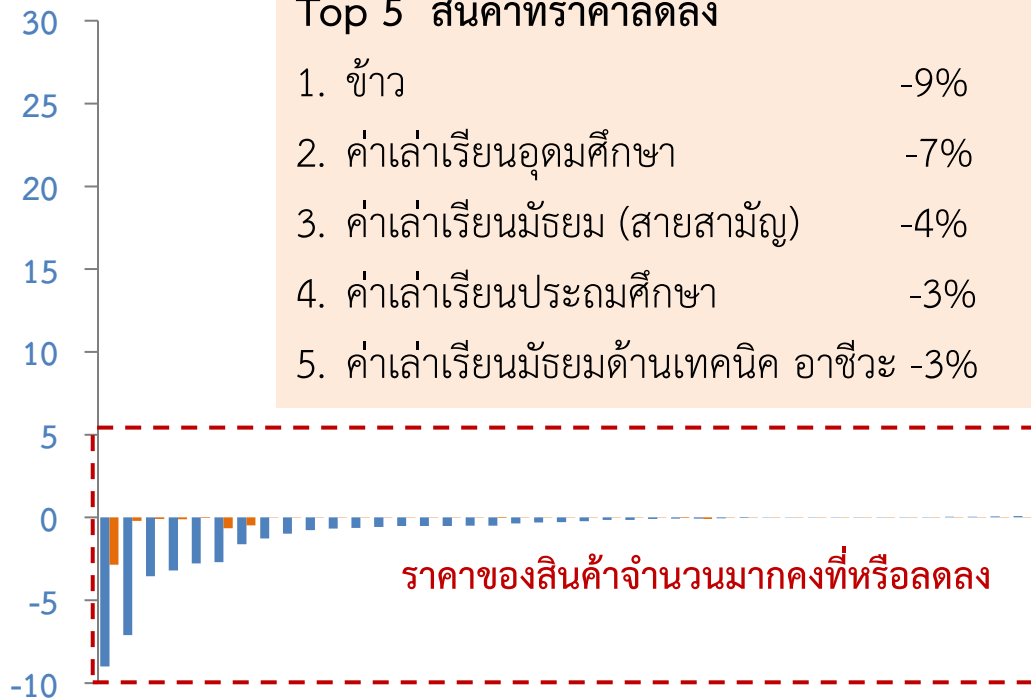 Top 5 สินค้าที่ราคาลดลง
1. ข้าว -9%
2. ค่าเล่าเรียนอุดมศึกษา -7%
3. ค่าเล่าเรียนมัธยม (สายสามัญ) -4%
4. ค่าเล่าเรียนประถมศึกษา -3%
5. ค่าเล่าเรียนมัธยมด้านเทคนิค อาชีวะ -3%
30
25
20
15
10
5
0
-5
-10
ราคาของสินค้าจำนวนมากคงที่หรือลดลง